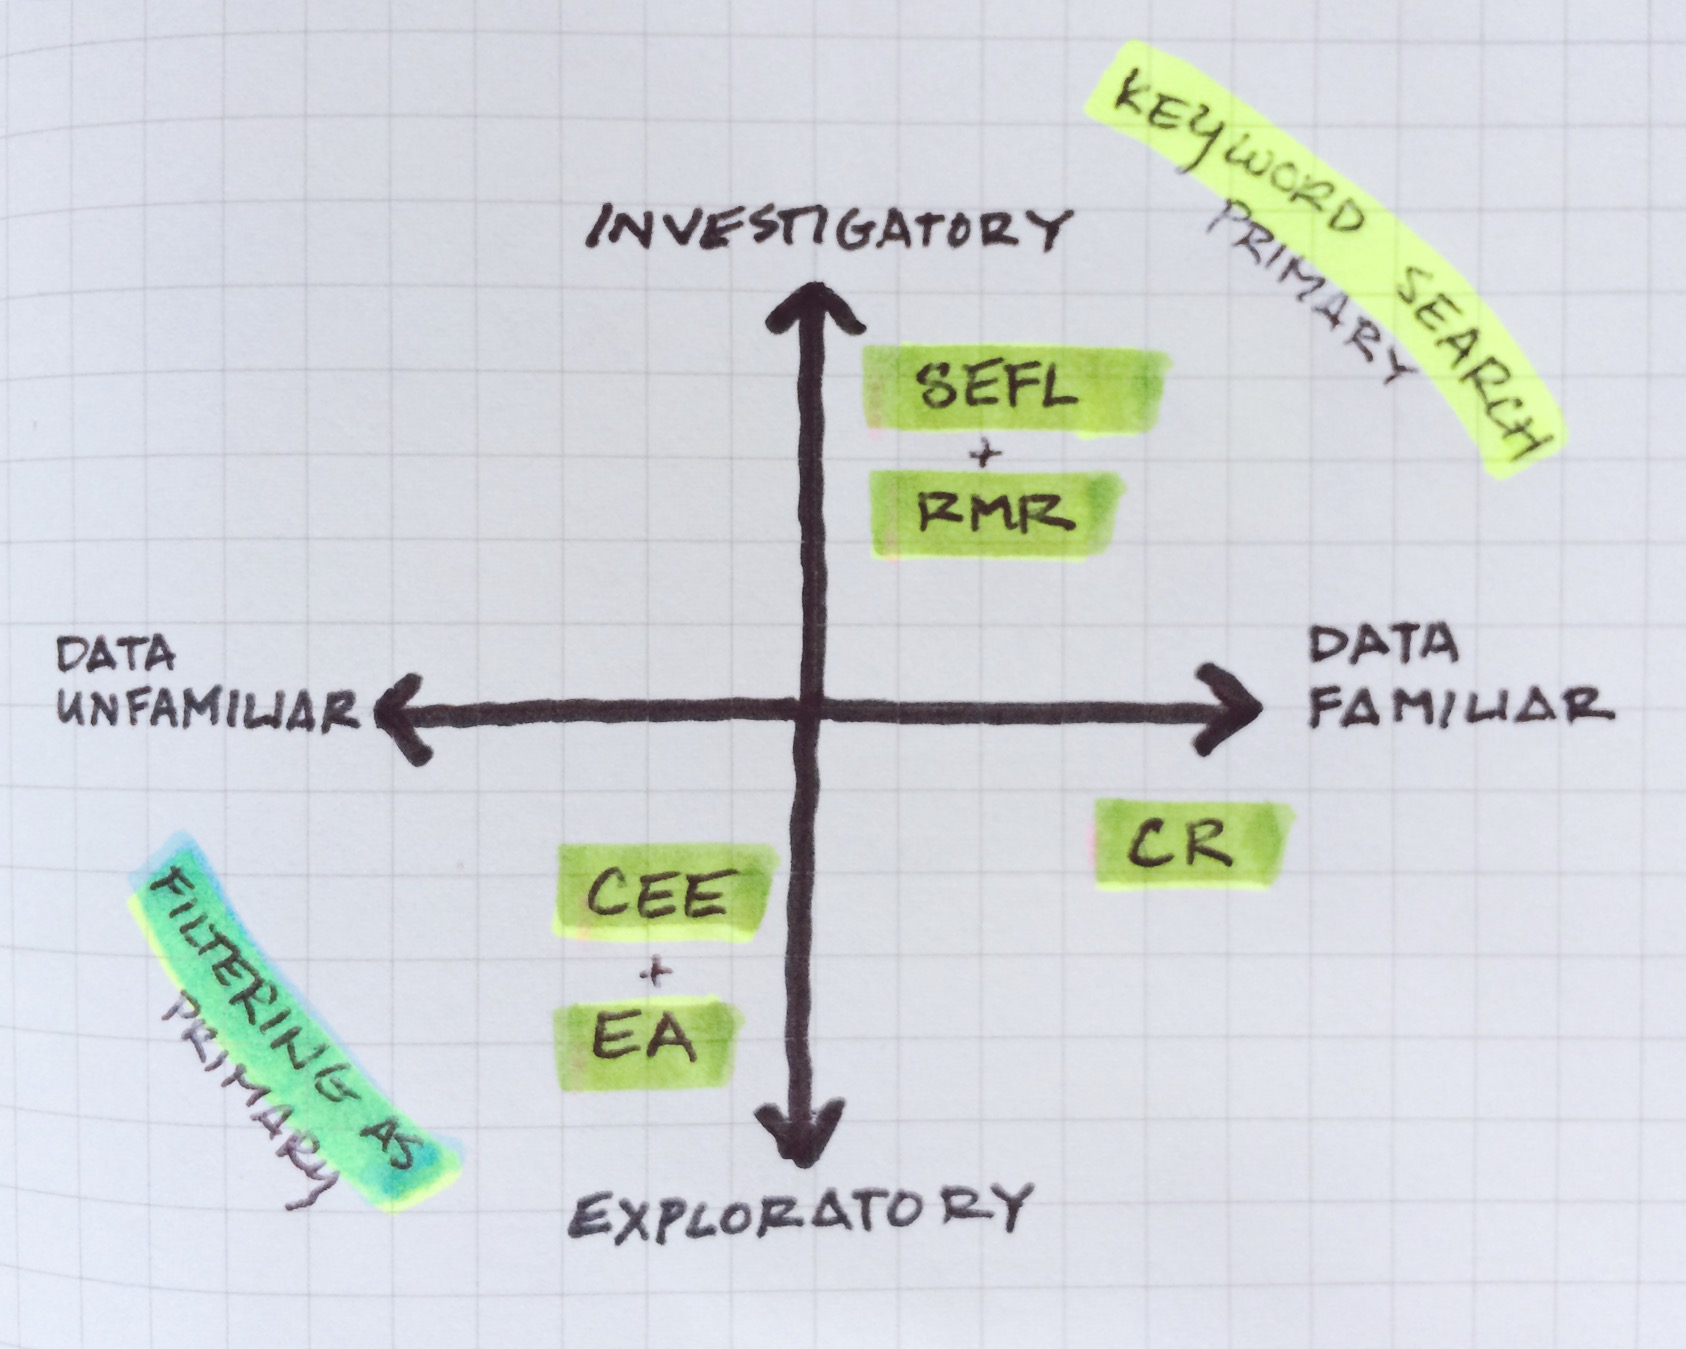 KEYWORD SEARCH
PRIMARY
INVESTIGATORY
SEFL
+
RMR
DATA
UNFAMILIAR
DATA
FAMILIAR
CR
CEE
+
EA
FILTERING AS
PRIMARY
EXPLORATORY